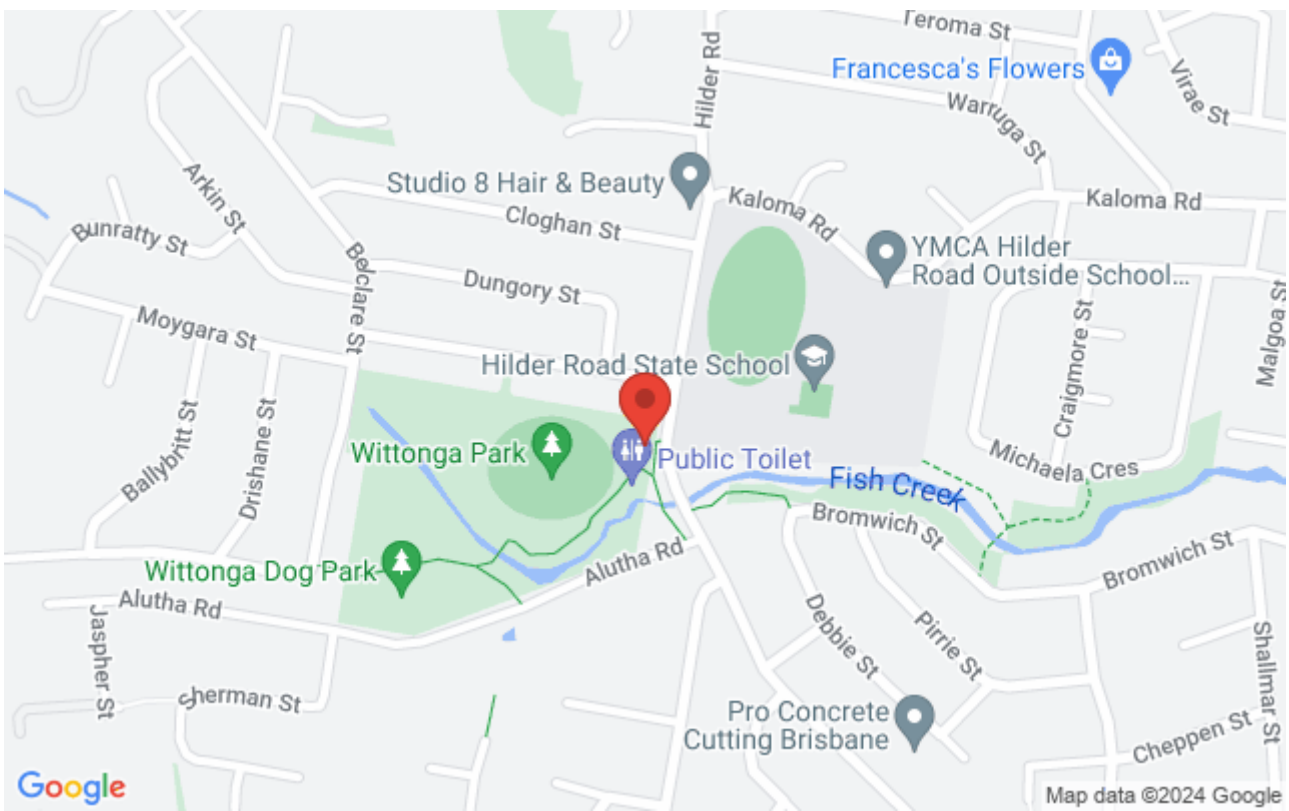 Teroma St
Francesca's Flowers
Hilder Rd
Virae St
Warruga St
Arkin St
Studio 8 Hair & Beauty
Kaloma Rd
Kaloma Rd
Cloghan St
Bunratty St
YMCA Hilder
Road Outside School...
Belclare St
Dungory St
Moygara St
Craigmore St
Malgoa St
Hilder Road State School
Ballybritt St
Drishane St
Wittonga Park
Public Toilet
Michaela Cres
Fish Creek
Bromwich St
Bromwich St
Wittonga Dog Park
Alutha Rd
Alutha Rd
Jaspher St
Debbie St
Pirrie St
Shallmar St
Sherman St
Pro Concrete
Cutting Brisbane
Cheppen St
Google
Map data ©2024 Google